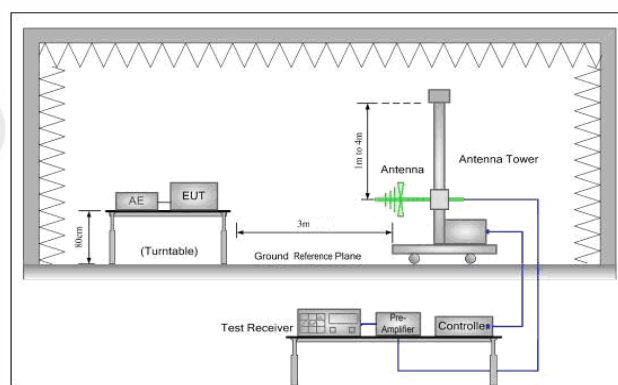 1m to 4m
Antenna
Antenna Tower
AE
EUT
80cm
(Turntable)
3m
Ground Reference Plane
Test Receiver
Pre-
Amplifier
Controller